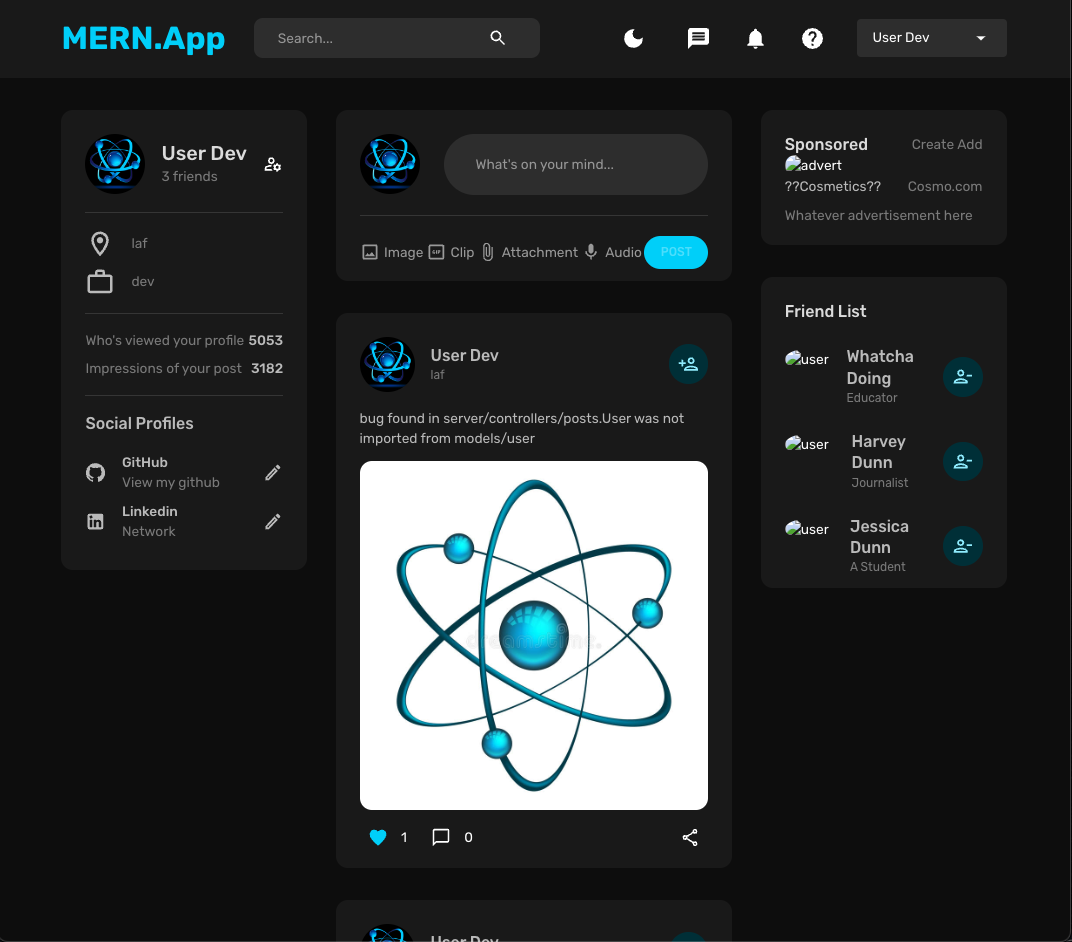 MERN.App
Search...
User Dev
User Dev
3 friends
laf
dev
Who's viewed your profile 5053
Impressions of your post 3182
Social Profiles
GitHub
View my github
Linkedin
Network
What's on your mind...
Image GIF Clip Attachment Audio POST
User Dev
laf
bug found in server/controllers/posts.User was not
imported from models/user
1 0
User Dev
Sponsored Create Add
advert
??Cosmetics?? Cosmo.com
Whatever advertisement here
Friend List
user
Whatcha
Doing
Educator
user
Harvey
Dunn
Journalist
user
Jessica
Dunn
A Student